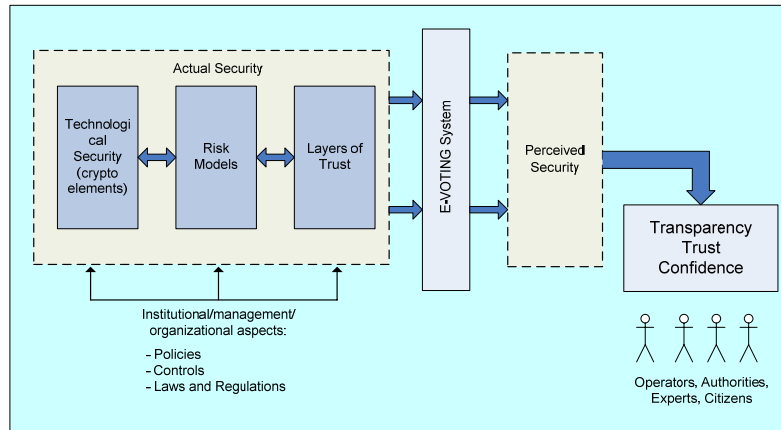 Actual Security
Technologi
cal
Security
(crypto
elements)
Risk
Models
Layers of
Trust
E-VOTING System
Perceived
Security
Transparency
Trust
Confidence
Institutional/management/
organizational aspects:
- Policies
- Controls
- Laws and Regulations
Operators, Authorities,
Experts, Citizens